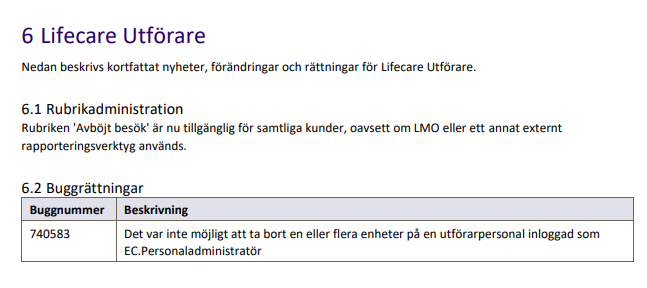 6 Lifecare Utförare
Nedan beskrivs kortfattat nyheter, förändringar och rättningar för Lifecare Utförare.
6.1 Rubrikadministration
Rubriken 'Avböjt besök' är nu tillgänglig för samtliga kunder, oavsett om LMO eller ett annat externt
rapporteringsverktyg används.
6.2 Buggrättningar
Buggnummer Beskrivning
740583 Det var inte möjligt att ta bort en eller flera enheter på en utförarpersonal inloggad som
EC.Personaladministratör